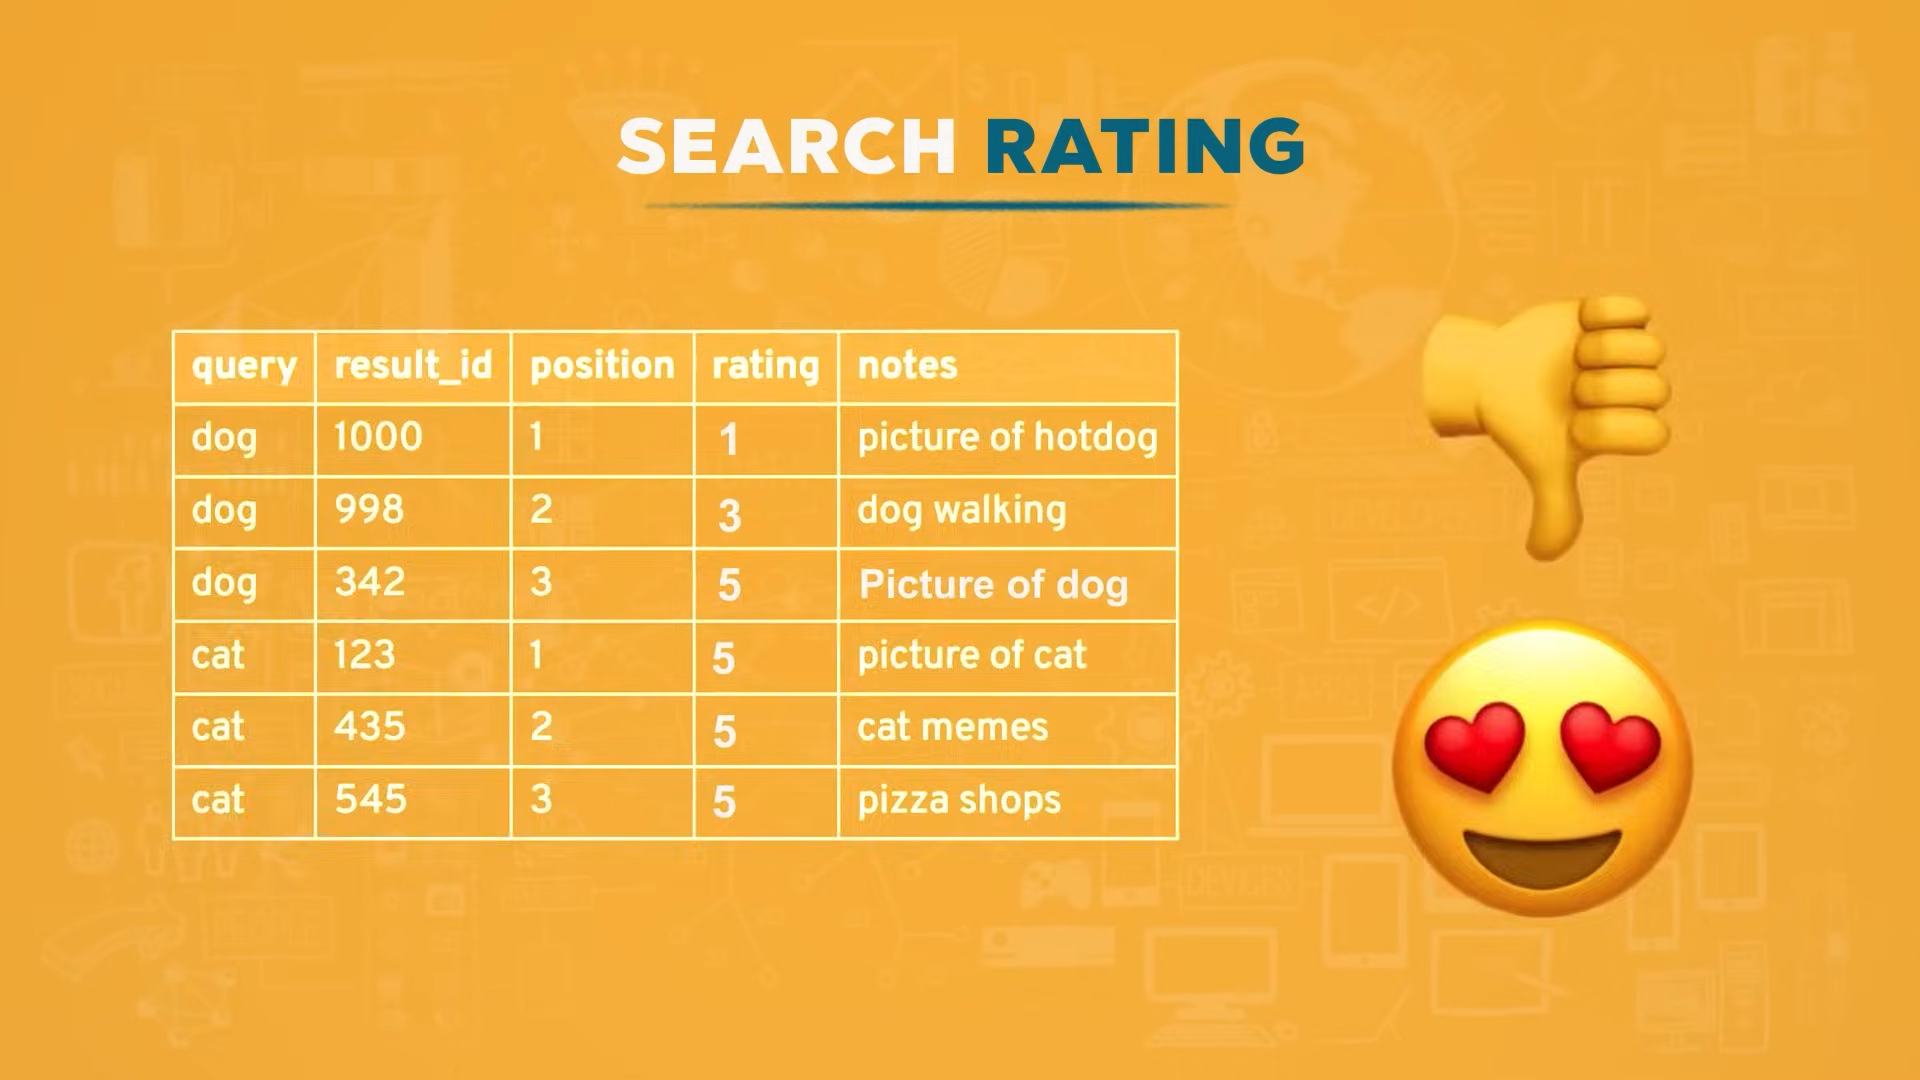 SEARCH RATING
query result_id position rating notes
dog 1000 1 1 picture of hotdog
dog 998 2 3 dog walking
dog 342 3 5 Picture of dog
cat 123 1 5 picture of cat
cat 435 2 5 cat memes
cat 545 3 5 pizza shops
DEVICES